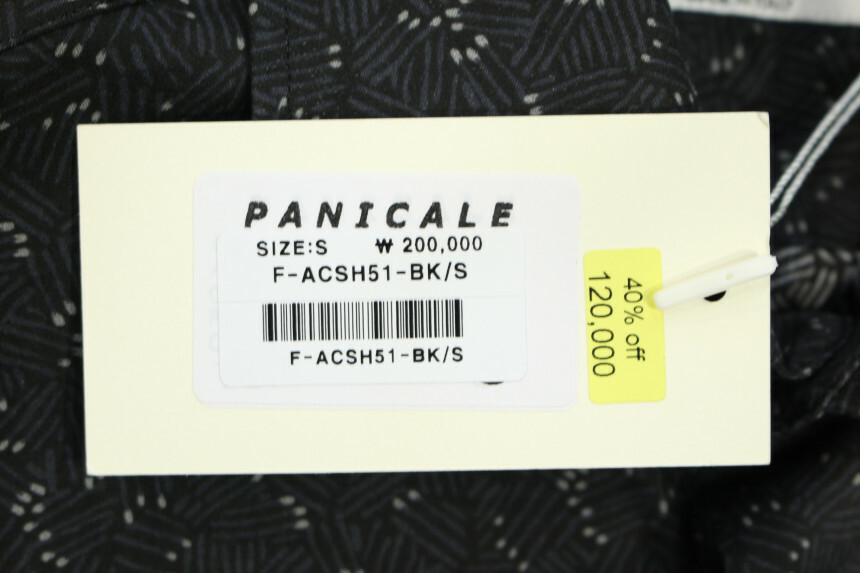 PANICALE
SIZE:S ₩ 200,000
F-ACSH51-BK/S
F-ACSH51-BK/S
40% off
120,000